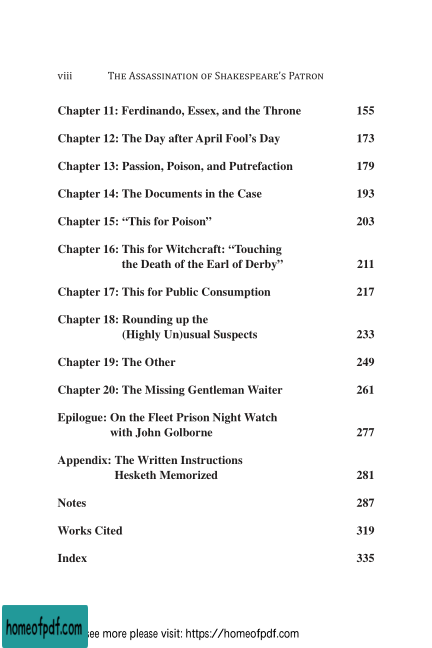 viii The Assassination of Shakespeare's Patron
Chapter 11: Ferdinando, Essex, and the Throne 155
Chapter 12: The Day after April Fool's Day 173
Chapter 13: Passion, Poison, and Putrefaction 179
Chapter 14: The Documents in the Case 193
Chapter 15: “This for Poison” 203
Chapter 16: This for Witchcraft: “Touching
the Death of the Earl of Derby” 211
Chapter 17: This for Public Consumption 217
Chapter 18: Rounding up the
(Highly Un)usual Suspects 233
Chapter 19: The Other 249
Chapter 20: The Missing Gentleman Waiter 261
Epilogue: On the Fleet Prison Night Watch
with John Golborne 277
Appendix: The Written Instructions
Hesketh Memorized 281
Notes 287
Works Cited 319
Index 335
homeofpdf.com see more please visit: https://homeofpdf.com